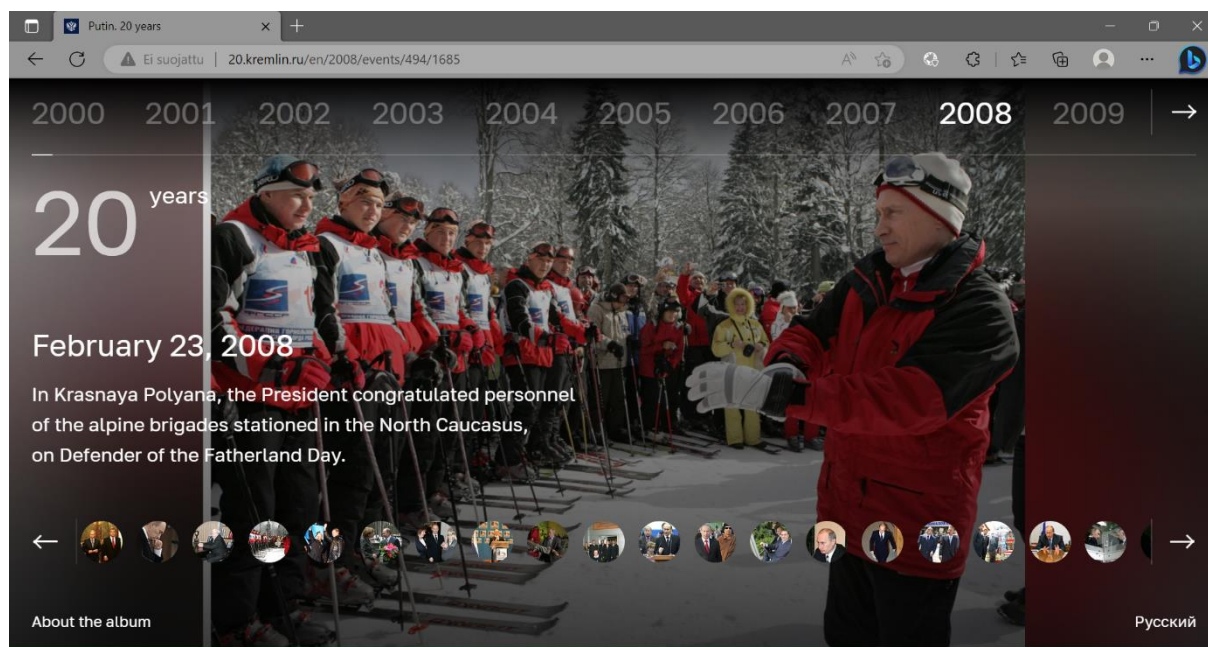 Putin. 20 years
Ei suojattu | 20.kremlin.ru/en/2008/events/494/1685
2000 2001 2002 2003 2004 2005 2006 2007 2008 2009
20 years
February 23, 2008
In Krasnaya Polyana, the President congratulated personnel
of the alpine brigades stationed in the North Caucasus,
on Defender of the Fatherland Day.
About the album
Русский